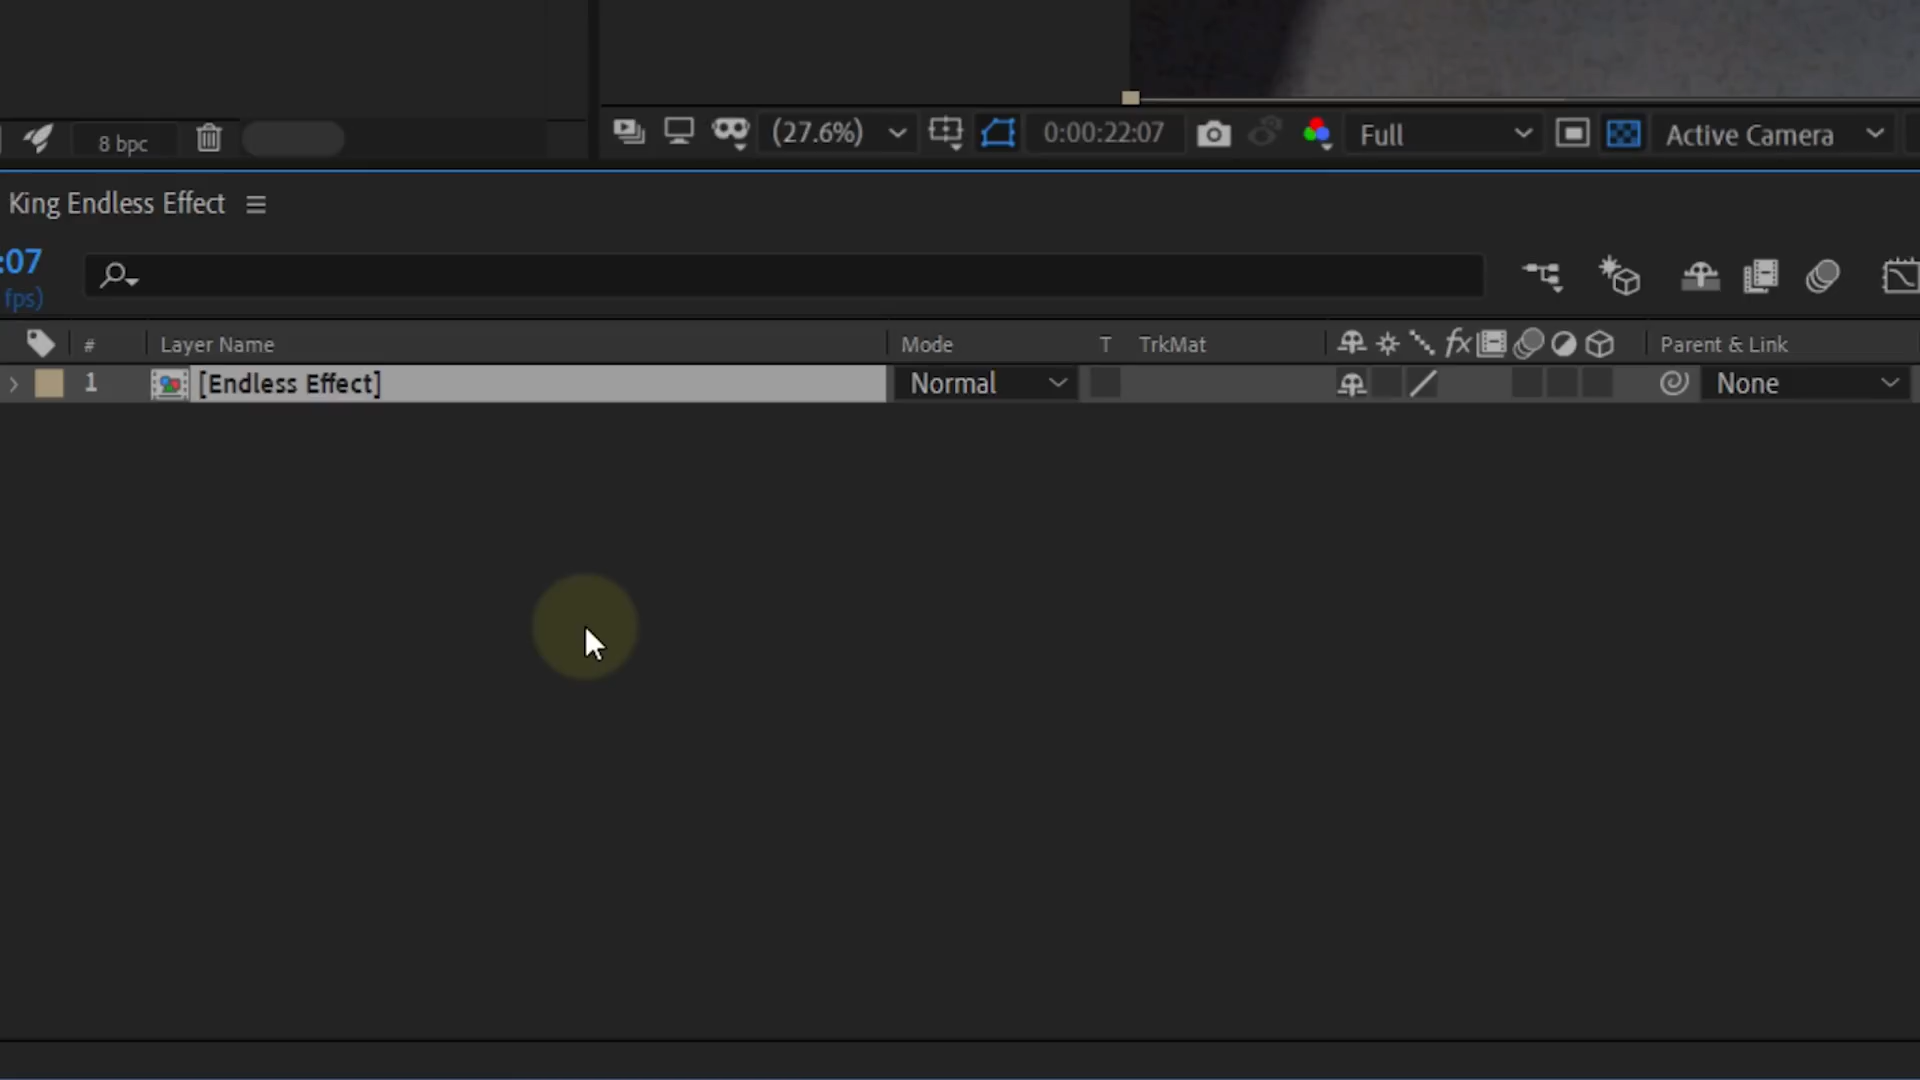 8 bpc (27.6%) 0:00:22:07 Full Active Camera
King Endless Effect
:07
fps)
# Layer Name Mode T TrkMat fx Parent & Link
1 [Endless Effect] Normal None